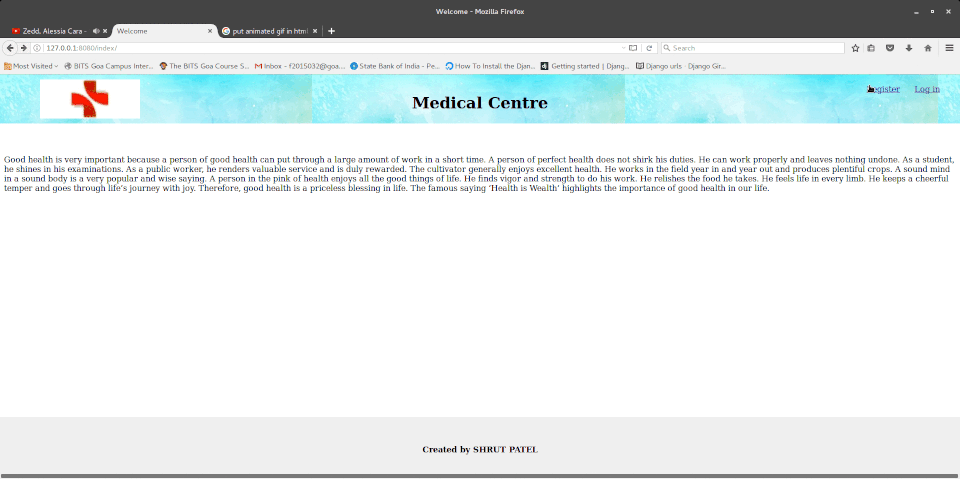 Welcome - Mozilla Firefox
Zedd, Alessia Cara -
Welcome
put animated gif in html
127.0.0.1:8080/index/
Search
Most Visited
BITS Goa Campus Inter...
The BITS Goa Course S...
Inbox - f2015032@goa....
State Bank of India - Pe...
How To Install the Djan...
Getting started | Djang...
Django urls · Django Gir...
Medical Centre
Register
Log in
Good health is very important because a person of good health can put through a large amount of work in a short time. A person of perfect health does not shirk his duties. He can work properly and leaves nothing undone. As a student,
he shines in his examinations. As a public worker, he renders valuable service and is duly rewarded. The cultivator generally enjoys excellent health. He works in the field year in and year out and produces plentiful crops. A sound mind
in a sound body is a very popular and wise saying. A person in the pink of health enjoys all the good things of life. He finds vigor and strength to do his work. He relishes the food he takes. He feels life in every limb. He keeps a cheerful
temper and goes through life's journey with joy. Therefore, good health is a priceless blessing in life. The famous saying 'Health is Wealth' highlights the importance of good health in our life.
Created by SHRUT PATEL